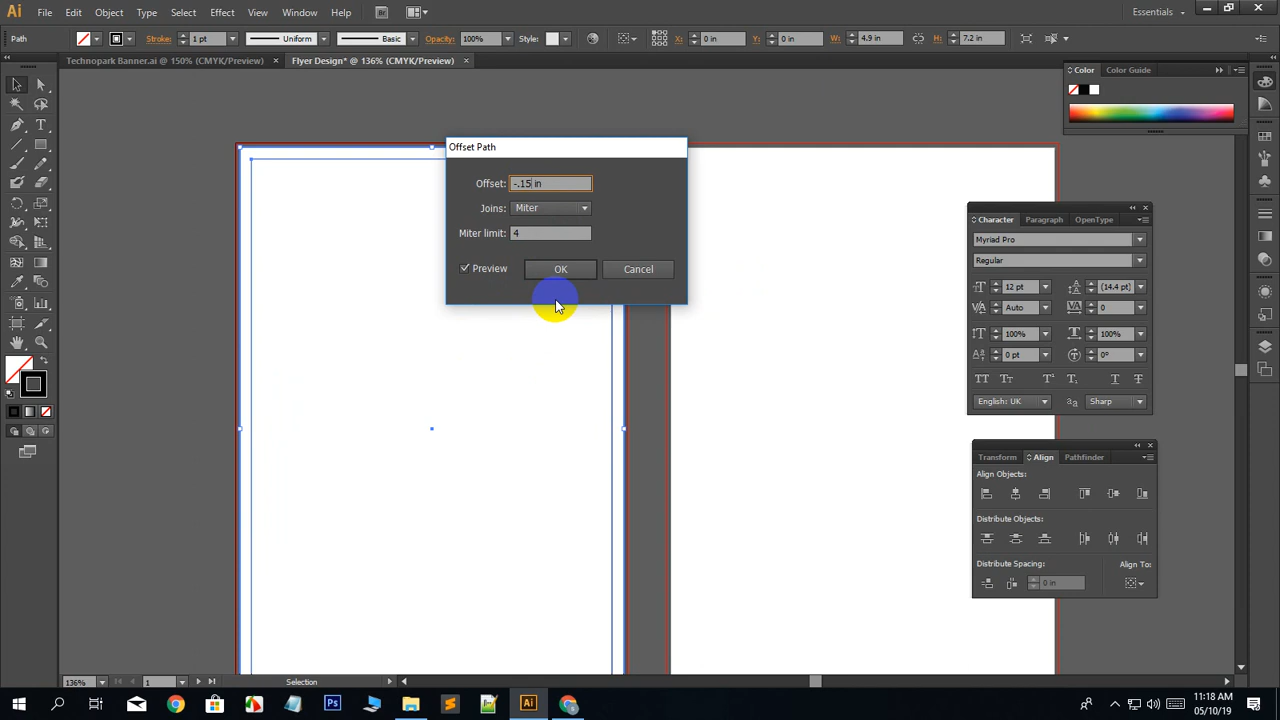 Ai File Edit Object Type Select Effect View Window Help Br Essentials
Path Stroke: 1 pt Uniform Basic Opacity: 100% Style: X: 0 in Y: 0 in W: 4.9 in H: 7.2 in
Technopark Banner.ai @ 150% (CMYK/Preview) × Flyer Design* @ 136% (CMYK/Preview) ×
Color Color Guide
Offset Path
Offset: -.15 in
Joins: Miter
Miter limit: 4
Preview OK Cancel
Character Paragraph OpenType
Myriad Pro
Regular
12 pt (14.4 pt)
Auto 0
100% 100%
0 pt 0°
English: UK Sharp
Transform Align Pathfinder
Align Objects:
Distribute Objects:
Distribute Spacing: Align To:
0 in
136% 1 Selection
Ps Ai
11:18 AM
05/10/19